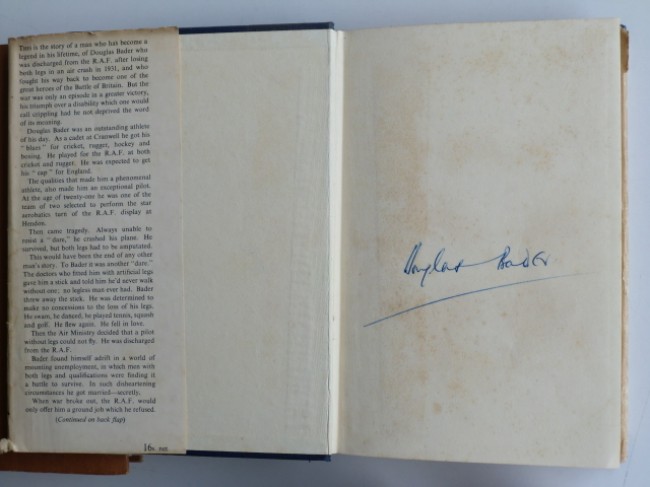 This is the story of a man who has become a
legend in his lifetime, of Douglas Bader who
was discharged from the R.A.F. after losing
both legs in an air crash in 1931, and who
fought his way back to become one of the
great heroes of the Battle of Britain. But the
war was only an episode in a greater victory,
his triumph over a disability which one would
call crippling had he not deprived the word
of its meaning.
Douglas Bader was an outstanding athlete
of his day. As a cadet at Cranwell he got his
"blues" for cricket, rugger, hockey and
boxing. He played for the R.A.F. at both
cricket and rugger. He was expected to get
his "cap" for England.
The qualities that made him a phenomenal
athlete, also made him an exceptional pilot.
At the age of twenty-one he was one of the
team of two selected to perform the star
aerobatics turn of the R.A.F. display at
Hendon.
Then came tragedy. Always unable to
resist a "dare," he crashed his plane. He
survived, but both legs had to be amputated.
This would have been the end of any other
man's story. To Bader it was another "dare."
The doctors who fitted him with artificial legs
gave him a stick and told him he'd never walk
without one; no legless man ever had. Bader
threw away the stick. He was determined to
make no concessions to the loss of his legs.
He swam, he danced, he played tennis, squash
and golf. He flew again. He fell in love.
Then the Air Ministry decided that a pilot
without legs could not fly. He was discharged
from the R.A.F.
Bader found himself adrift in a world of
mounting unemployment, in which men with
both legs and qualifications were finding it
a battle to survive. In such disheartening
circumstances he got married—secretly.
When war broke out, the R.A.F. would
only offer him a ground job which he refused.
(Continued on back flap)
16s. net
Douglas Bader